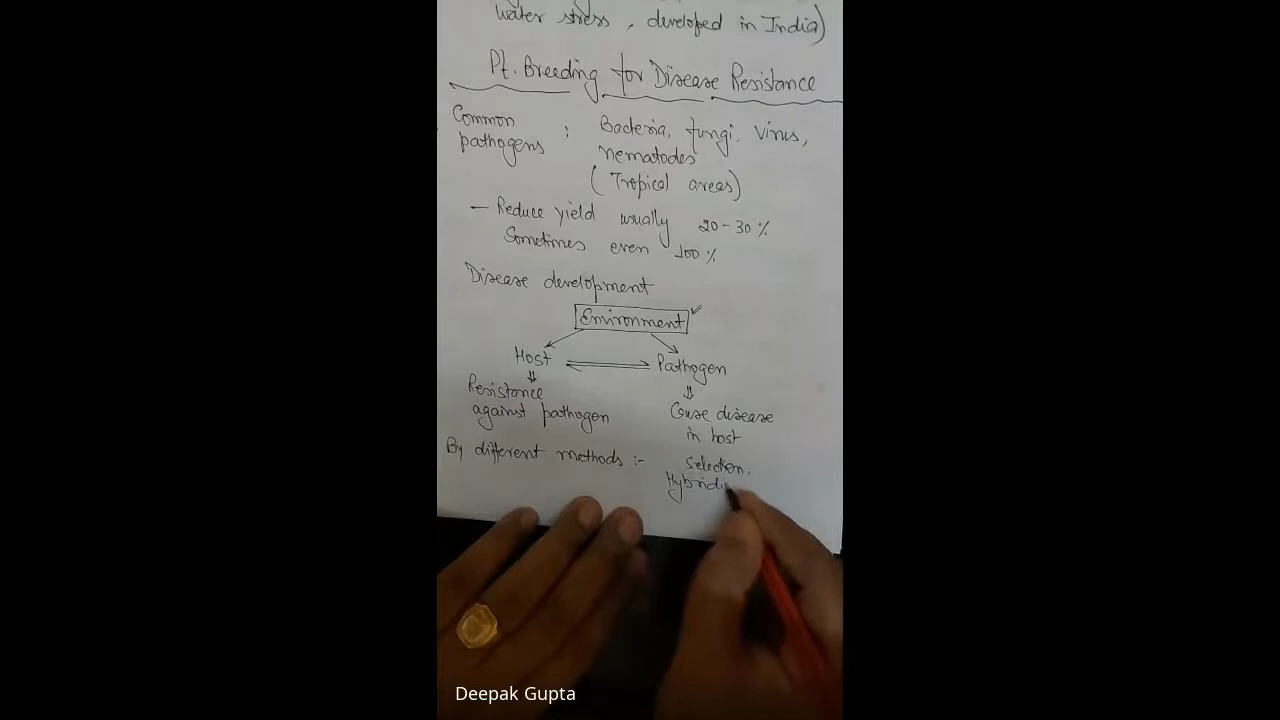 water stress, developed in India)
Pt. Breeding for Disease Resistance
Common pathogens : Bacteria, fungi, virus,
nematodes
(Tropical areas)
— Reduce yield usually 20-30%
Sometimes even 100%
Disease development
Environment ✓
Host ⇌ Pathogen
⇓ ⇓
Resistance against pathogen
Cause disease in host
By different methods :- Selection.
Hybridi
Deepak Gupta